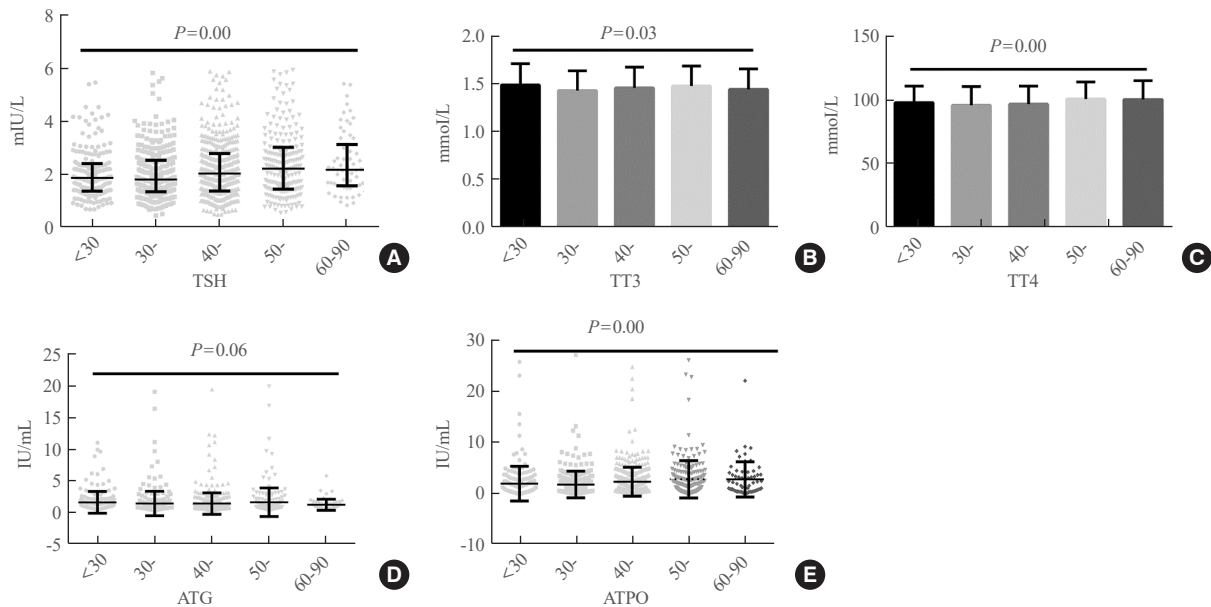 P=0.00
mIU/L
8
6
4
2
0
<30
30-
40-
50-
60-90
TSH
A
P=0.03
mmol/L
2.0
1.5
1.0
0.5
0.0
<30
30-
40-
50-
60-90
TT3
B
P=0.00
mmol/L
150
100
50
0
<30
30-
40-
50-
60-90
TT4
C
P=0.06
IU/mL
25
20
15
10
5
0
-5
<30
30-
40-
50-
60-90
ATG
D
P=0.00
IU/mL
30
20
10
0
-10
<30
30-
40-
50-
60-90
ATPO
E